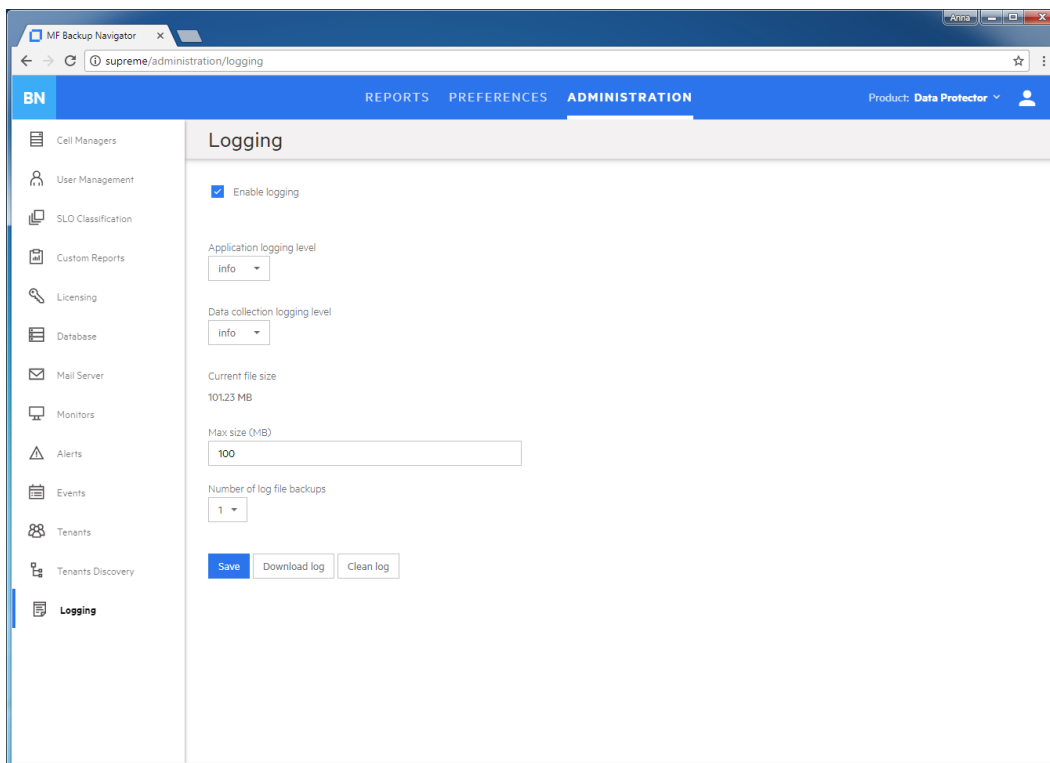 Anna
MF Backup Navigator
supreme/administration/logging
BN
REPORTS PREFERENCES ADMINISTRATION
Product: Data Protector
Cell Managers
User Management
SLO Classification
Custom Reports
Licensing
Database
Mail Server
Monitors
Alerts
Events
Tenants
Tenants Discovery
Logging
Logging
Enable logging
Application logging level
info
Data collection logging level
info
Current file size
101.23 MB
Max size (MB)
100
Number of log file backups
1
Save Download log Clean log